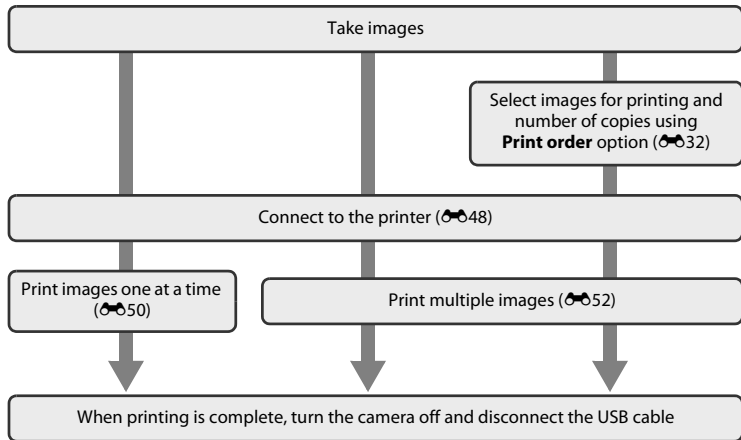 Take images
Select images for printing and
number of copies using
Print order option (32)
Connect to the printer (48)
Print images one at a time
(50)
Print multiple images (52)
When printing is complete, turn the camera off and disconnect the USB cable